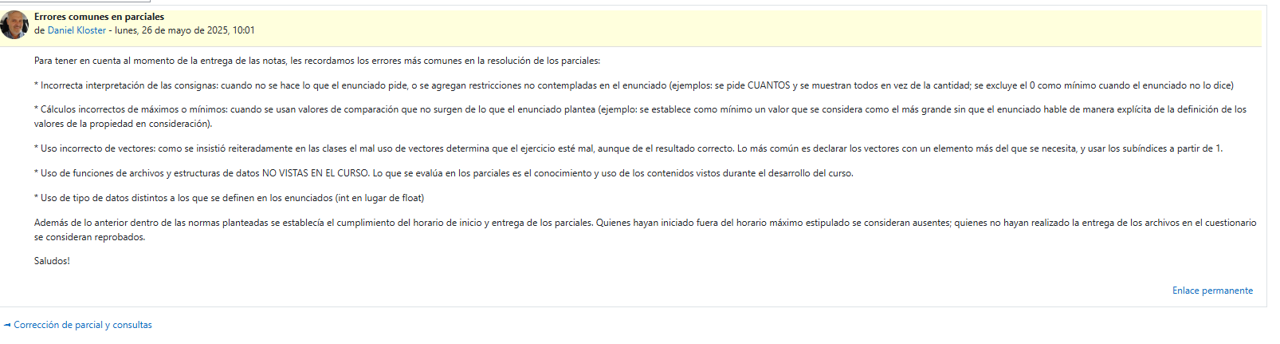 Errores comunes en parciales
de Daniel Kloster - lunes, 26 de mayo de 2025, 10:01
Para tener en cuenta al momento de la entrega de las notas, les recordamos los errores más comunes en la resolución de los parciales:
* Incorrecta interpretación de las consignas: cuando no se hace lo que el enunciado pide, o se agregan restricciones no contempladas en el enunciado (ejemplos: se pide CUANTOS y se muestran todos en vez de la cantidad; se excluye el 0 como mínimo cuando el enunciado no lo dice)
* Cálculos incorrectos de máximos o mínimos: cuando se usan valores de comparación que no surgen de lo que el enunciado plantea (ejemplo: se establece como mínimo un valor que se considera como el más grande sin que el enunciado hable de manera explícita de la definición de los
valores de la propiedad en consideración).
* Uso incorrecto de vectores: como se insistió reiteradamente en las clases el mal uso de vectores determina que el ejercicio esté mal, aunque de el resultado correcto. Lo más común es declarar los vectores con un elemento más del que se necesita, y usar los subíndices a partir de 1.
* Uso de funciones de archivos y estructuras de datos NO VISTAS EN EL CURSO. Lo que se evalúa en los parciales es el conocimiento y uso de los contenidos vistos durante el desarrollo del curso.
* Uso de tipo de datos distintos a los que se definen en los enunciados (int en lugar de float)
Además de lo anterior dentro de las normas planteadas se establecía el cumplimiento del horario de inicio y entrega de los parciales. Quienes hayan iniciado fuera del horario máximo estipulado se consideran ausentes; quienes no hayan realizado la entrega de los archivos en el cuestionario
se consideran reprobados.
Saludos!
Enlace permanente
◄ Corrección de parcial y consultas